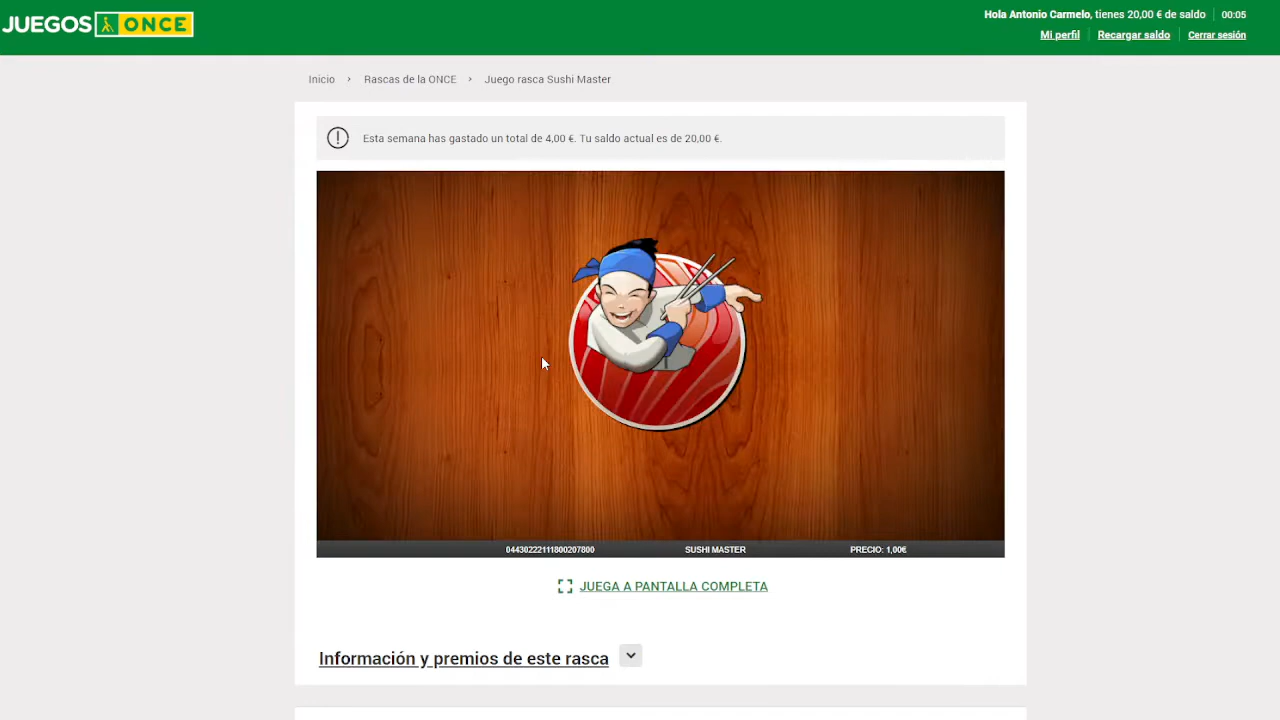 JUEGOS ONCE
Hola Antonio Carmelo, tienes 20,00 € de saldo 00:05
Mi perfil Recargar saldo Cerrar sesión
Inicio › Rascas de la ONCE › Juego rasca Sushi Master
Esta semana has gastado un total de 4,00 €. Tu saldo actual es de 20,00 €.
04430222111800207800 SUSHI MASTER PRECIO: 1,00€
JUEGA A PANTALLA COMPLETA
Información y premios de este rasca